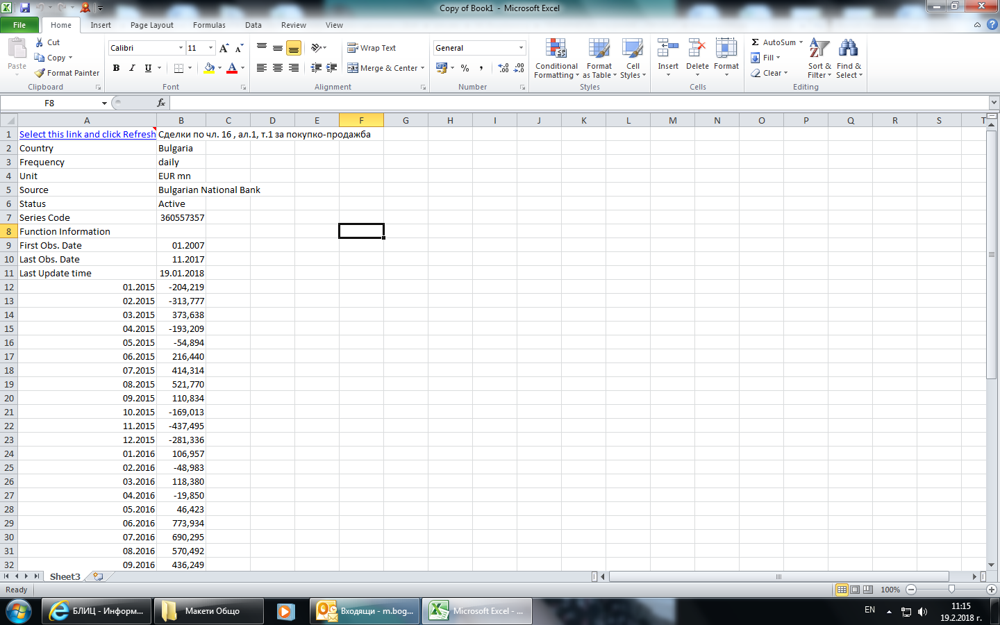 Copy of Book1 - Microsoft Excel
File Home Insert Page Layout Formulas Data Review View
Paste Cut Copy Format Painter Clipboard
Calibri 11 B I U Font
Wrap Text Merge & Center Alignment
General % , .00 Number
Conditional Formatting Format as Table Cell Styles Styles
Insert Delete Format Cells
Σ AutoSum Fill Clear Sort & Filter Find & Select Editing
F8 fx
A B C D E F G H I J K L M N O P Q R S T
1 Select this link and click Refresh Сделки по чл. 16 , ал.1, т.1 за покупко-продажба
2 Country Bulgaria
3 Frequency daily
4 Unit EUR mn
5 Source Bulgarian National Bank
6 Status Active
7 Series Code 360557357
8 Function Information
9 First Obs. Date 01.2007
10 Last Obs. Date 11.2017
11 Last Update time 19.01.2018
12 01.2015 -204,219
13 02.2015 -313,777
14 03.2015 373,638
15 04.2015 -193,209
16 05.2015 -54,894
17 06.2015 216,440
18 07.2015 414,314
19 08.2015 521,770
20 09.2015 110,834
21 10.2015 -169,013
22 11.2015 -437,495
23 12.2015 -281,336
24 01.2016 106,957
25 02.2016 -48,983
26 03.2016 118,380
27 04.2016 -19,850
28 05.2016 46,423
29 06.2016 773,934
30 07.2016 690,295
31 08.2016 570,492
32 09.2016 436,249
Sheet3
Ready 100%
БЛИЦ - Информ... Макети Общо Входящи - m.bog... Microsoft Excel - ... EN 11:15
19.2.2018 г.